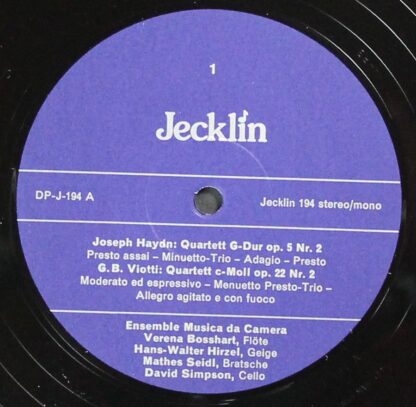 1
Jecklin
DP-J-194 A
Jecklin 194 stereo/mono
Joseph Haydn: Quartett G-Dur op. 5 Nr. 2
Presto assai – Minuetto-Trio – Adagio – Presto
G.B. Viotti: Quartett c-Moll op. 22 Nr. 2
Moderato ed espressivo – Menuetto Presto-Trio –
Allegro agitato e con fuoco
Ensemble Musica da Camera
Verena Bosshart, Flöte
Hans-Walter Hirzel, Geige
Mathes Seidl, Bratsche
David Simpson, Cello